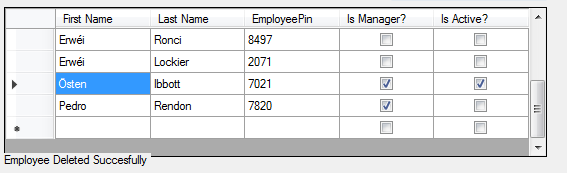 First Name Last Name EmployeePin Is Manager? Is Active?
Erwéi Ronci 8497
Erwéi Lockier 2071
Östen Ibbott 7021
Pedro Rendon 7820
Employee Deleted Succesfully